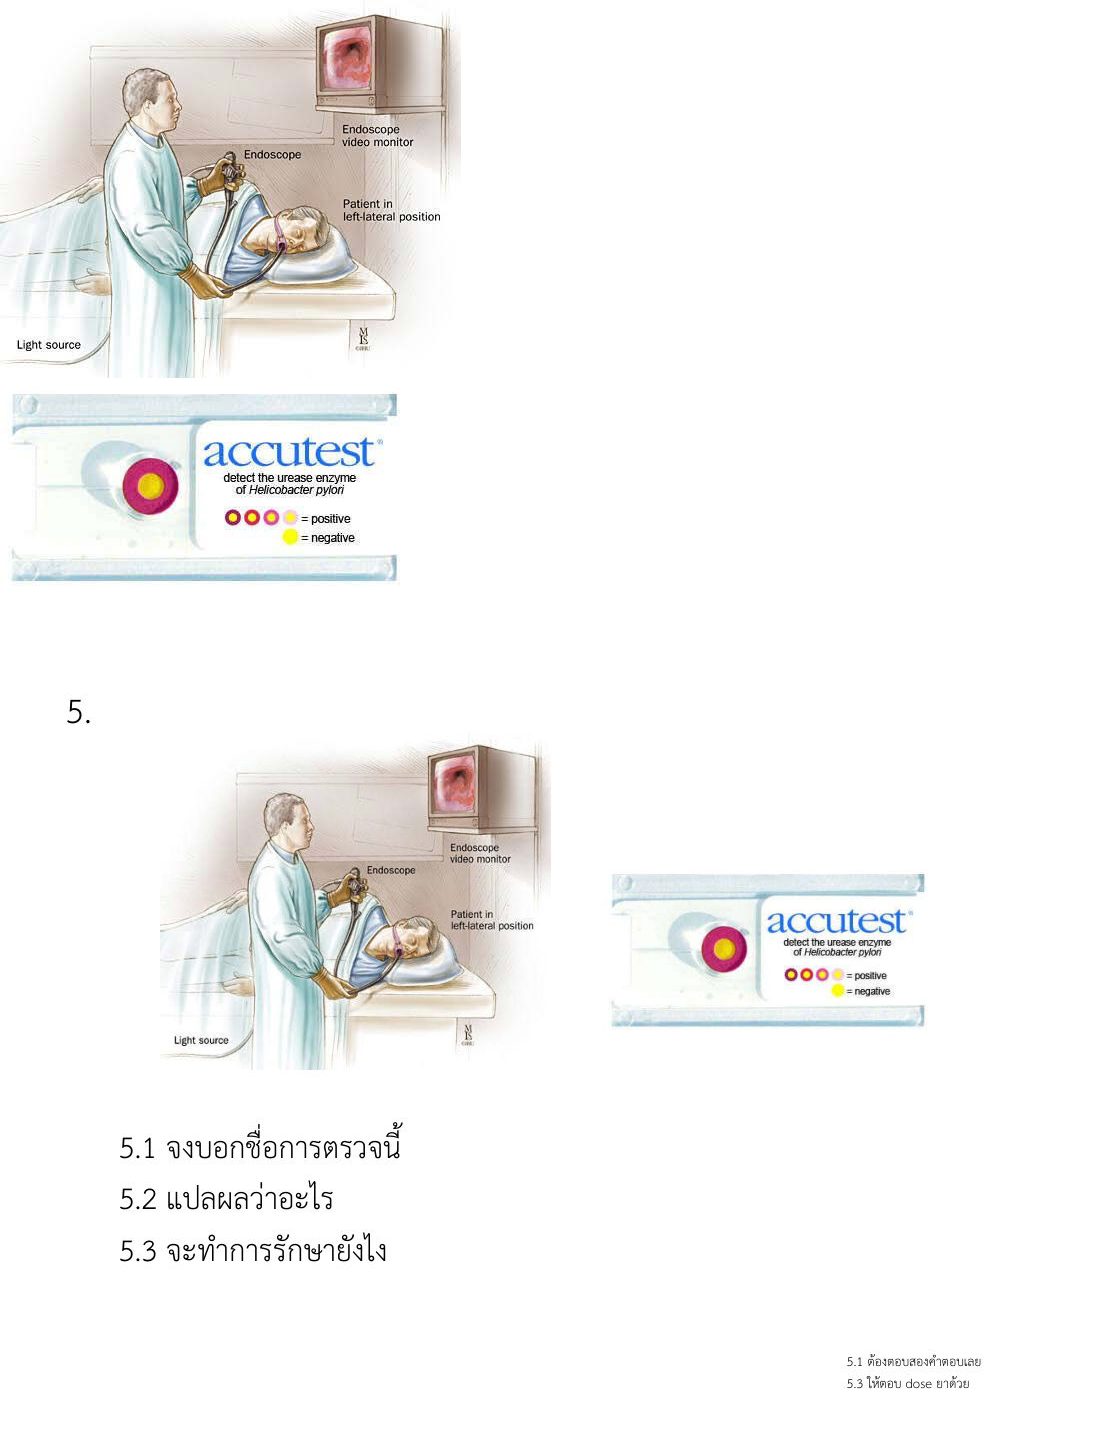 Endoscope
video monitor
Endoscope
Patient in
left-lateral position
Light source
accutest®
detect the urease enzyme
of Helicobacter pylori
= positive
= negative
5.
Endoscope
video monitor
Endoscope
Patient in
left-lateral position
Light source
accutest®
detect the urease enzyme
of Helicobacter pylori
= positive
= negative
5.1 จงบอกชื่อการตรวจนี้
5.2 แปลผลว่าอะไร
5.3 จะทำการรักษายังไง
5.1 ต้องตอบสองคำตอบเลย
5.3 ให้ตอบ dose ยาด้วย